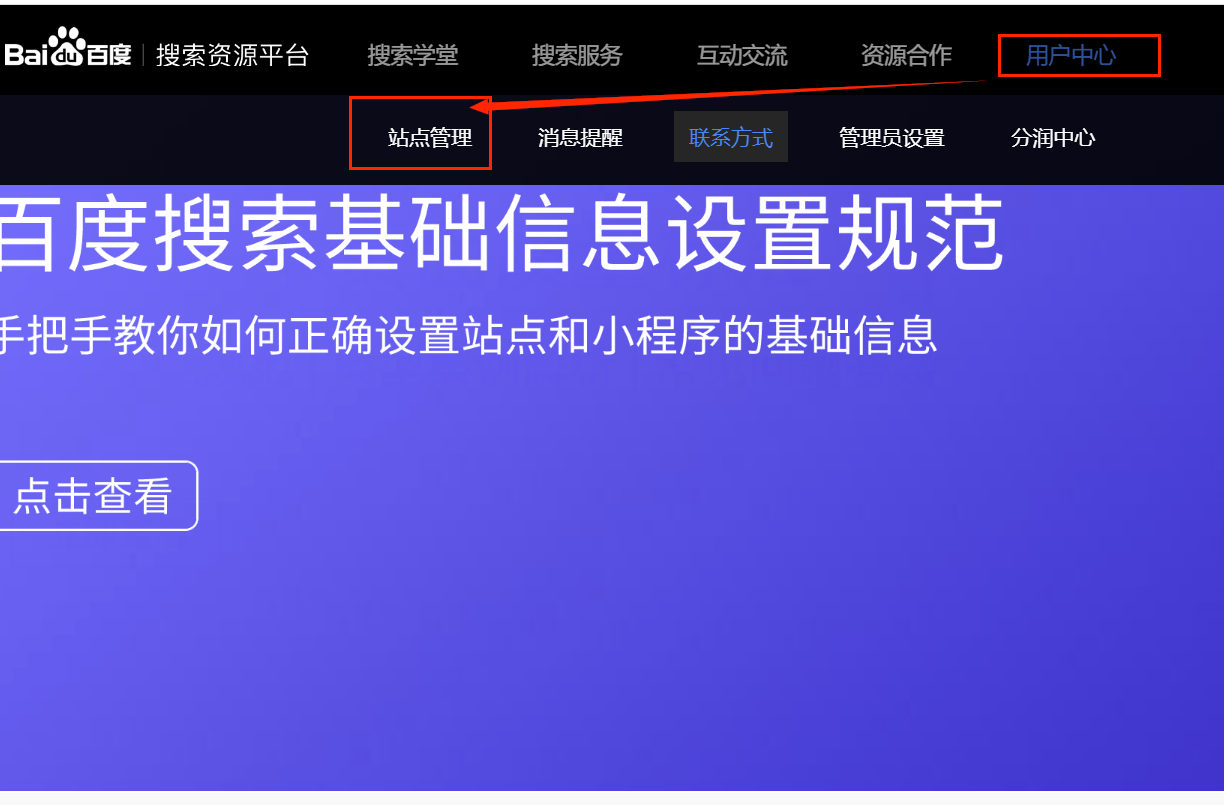 Bai du 百度 | 搜索资源平台 搜索学堂 搜索服务 互动交流 资源合作 用户中心
站点管理 消息提醒 联系方式 管理员设置 分润中心
百度搜索基础信息设置规范
手把手教你如何正确设置站点和小程序的基础信息
点击查看